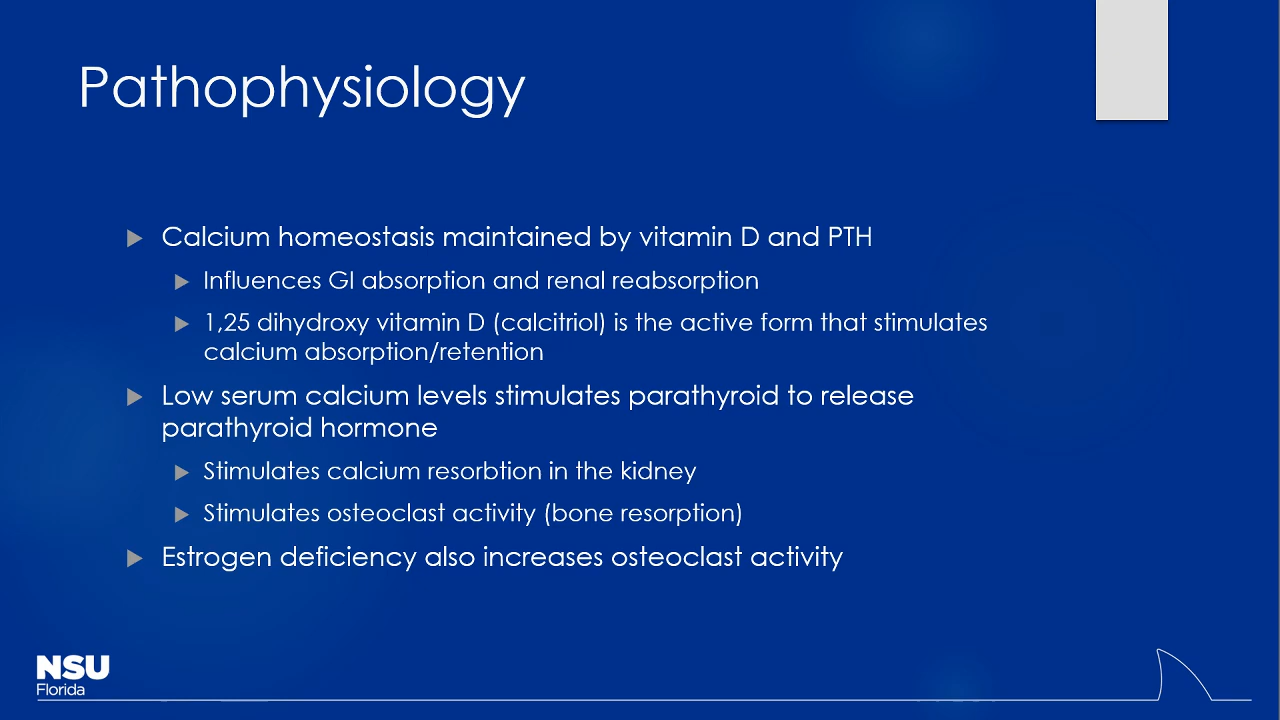 Pathophysiology
Calcium homeostasis maintained by vitamin D and PTH
Influences GI absorption and renal reabsorption
1,25 dihydroxy vitamin D (calcitriol) is the active form that stimulates
calcium absorption/retention
Low serum calcium levels stimulates parathyroid to release
parathyroid hormone
Stimulates calcium resorbtion in the kidney
Stimulates osteoclast activity (bone resorption)
Estrogen deficiency also increases osteoclast activity
NSU
Florida